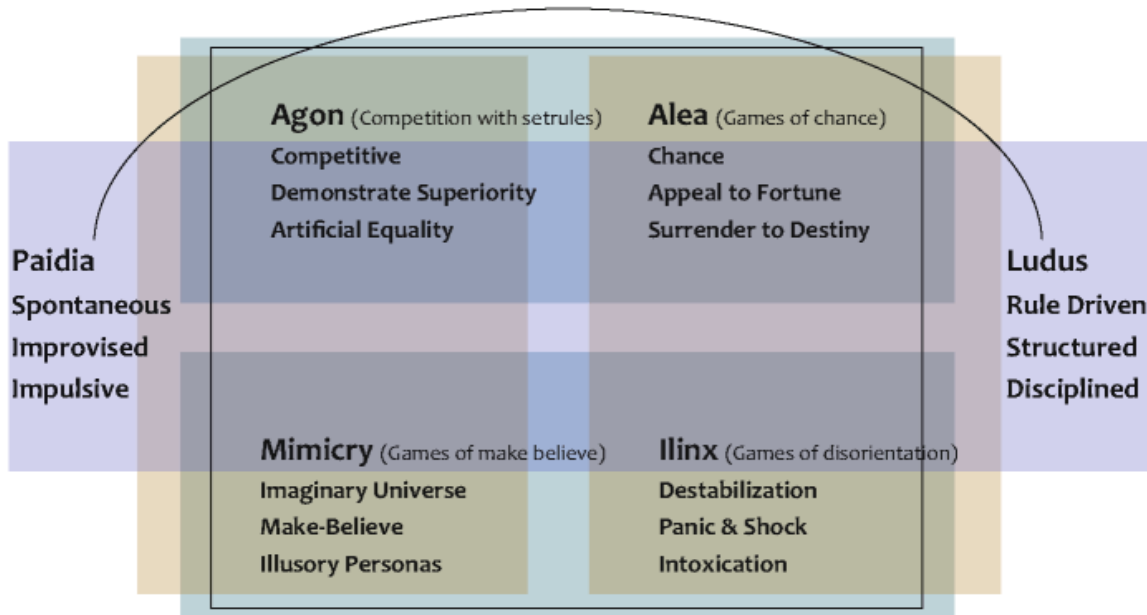 Agon (Competition with setrules)
Competitive
Demonstrate Superiority
Artificial Equality
Alea (Games of chance)
Chance
Appeal to Fortune
Surrender to Destiny
Paidia
Spontaneous
Improvised
Impulsive
Ludus
Rule Driven
Structured
Disciplined
Mimicry (Games of make believe)
Imaginary Universe
Make-Believe
Illusory Personas
Ilinx (Games of disorientation)
Destabilization
Panic & Shock
Intoxication